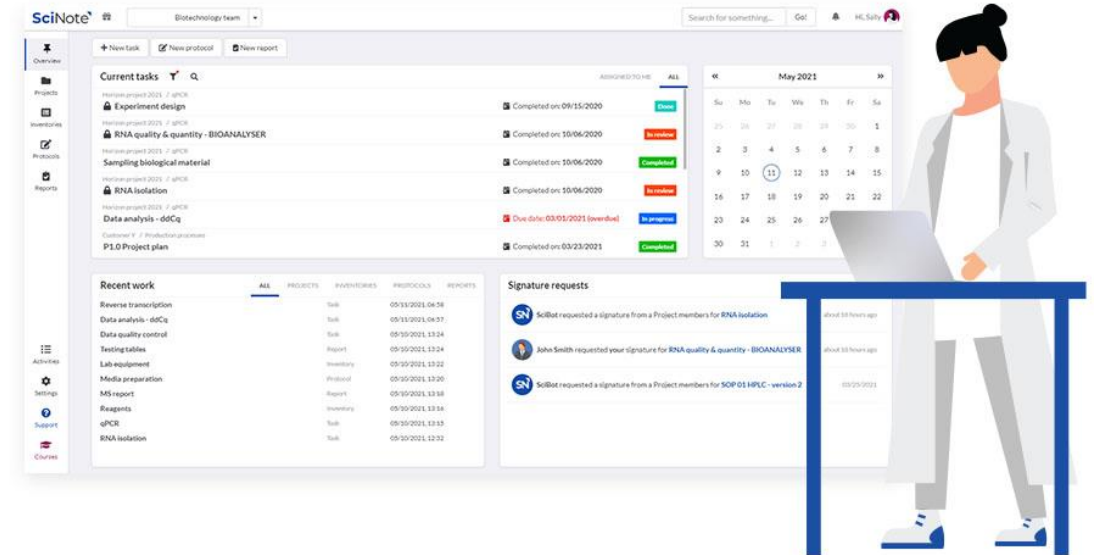 SciNote
Biotechnology team
Search for something...
Go!
Hi, Sally
Overview
Projects
Inventories
Protocols
Reports
Activities
Settings
Support
Courses
+ New task
New protocol
New report
Current tasks
ASSIGNED TO ME
ALL
Horizon project 2021 / qPCR
Experiment design
Completed on: 09/15/2020
Done
Horizon project 2021 / qPCR
RNA quality & quantity - BIOANALYSER
Completed on: 10/06/2020
In review
Horizon project 2021 / qPCR
Sampling biological material
Completed on: 10/06/2020
Completed
Horizon project 2021 / qPCR
RNA isolation
Completed on: 10/06/2020
In review
Horizon project 2021 / qPCR
Data analysis - ddCq
Due date: 03/01/2021 (overdue)
In progress
Customer Y / Production processes
P1.0 Project plan
Completed on: 03/23/2021
Completed
« May 2021 »
Su Mo Tu We Th Fr Sa
25 26 27 28 29 30 1
2 3 4 5 6 7 8
9 10 11 12 13 14 15
16 17 18 19 20 21 22
23 24 25 26 27
30 31 1 2 3
Recent work
ALL PROJECTS INVENTORIES PROTOCOLS REPORTS
Reverse transcription Task 05/11/2021, 06:58
Data analysis - ddCq Task 05/11/2021, 06:57
Data quality control Task 05/10/2021, 13:24
Testing tables Report 05/10/2021, 13:24
Lab equipment Inventory 05/10/2021, 13:22
Media preparation Protocol 05/10/2021, 13:20
MS report Report 05/10/2021, 13:18
Reagents Inventory 05/10/2021, 13:16
qPCR Task 05/10/2021, 13:15
RNA isolation Task 05/10/2021, 12:52
Signature requests
SN SciBot requested a signature from a Project members for RNA isolation about 10 hours ago
John Smith requested your signature for RNA quality & quantity - BIOANALYSER about 10 hours ago
SN SciBot requested a signature from a Project members for SOP 01 HPLC - version 2 03/25/2021